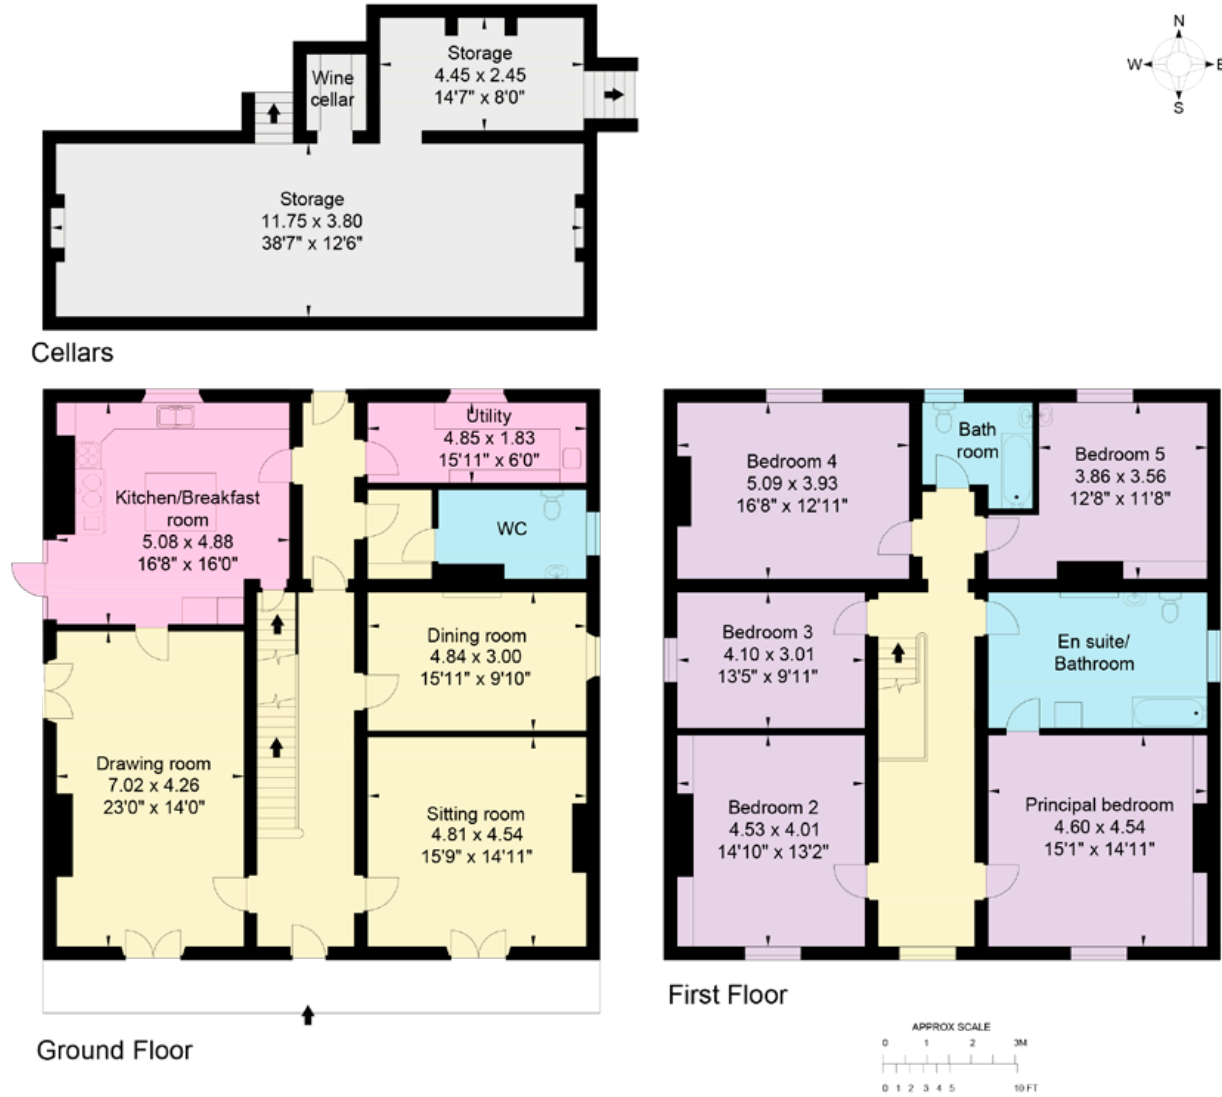 N
W
E
S
Storage
4.45 x 2.45
14'7" x 8'0"
Wine
cellar
Storage
11.75 x 3.80
38'7" x 12'6"
Cellars
Utility
4.85 x 1.83
15'11" x 6'0"
Kitchen/Breakfast
room
5.08 x 4.88
16'8" x 16'0"
WC
Dining room
4.84 x 3.00
15'11" x 9'10"
Drawing room
7.02 x 4.26
23'0" x 14'0"
Sitting room
4.81 x 4.54
15'9" x 14'11"
Ground Floor
Bath
room
Bedroom 4
5.09 x 3.93
16'8" x 12'11"
Bedroom 5
3.86 x 3.56
12'8" x 11'8"
Bedroom 3
4.10 x 3.01
13'5" x 9'11"
En suite/
Bathroom
Bedroom 2
4.53 x 4.01
14'10" x 13'2"
Principal bedroom
4.60 x 4.54
15'1" x 14'11"
First Floor
APPROX SCALE
0 1 2 3M
0 1 2 3 4 5 10 FT